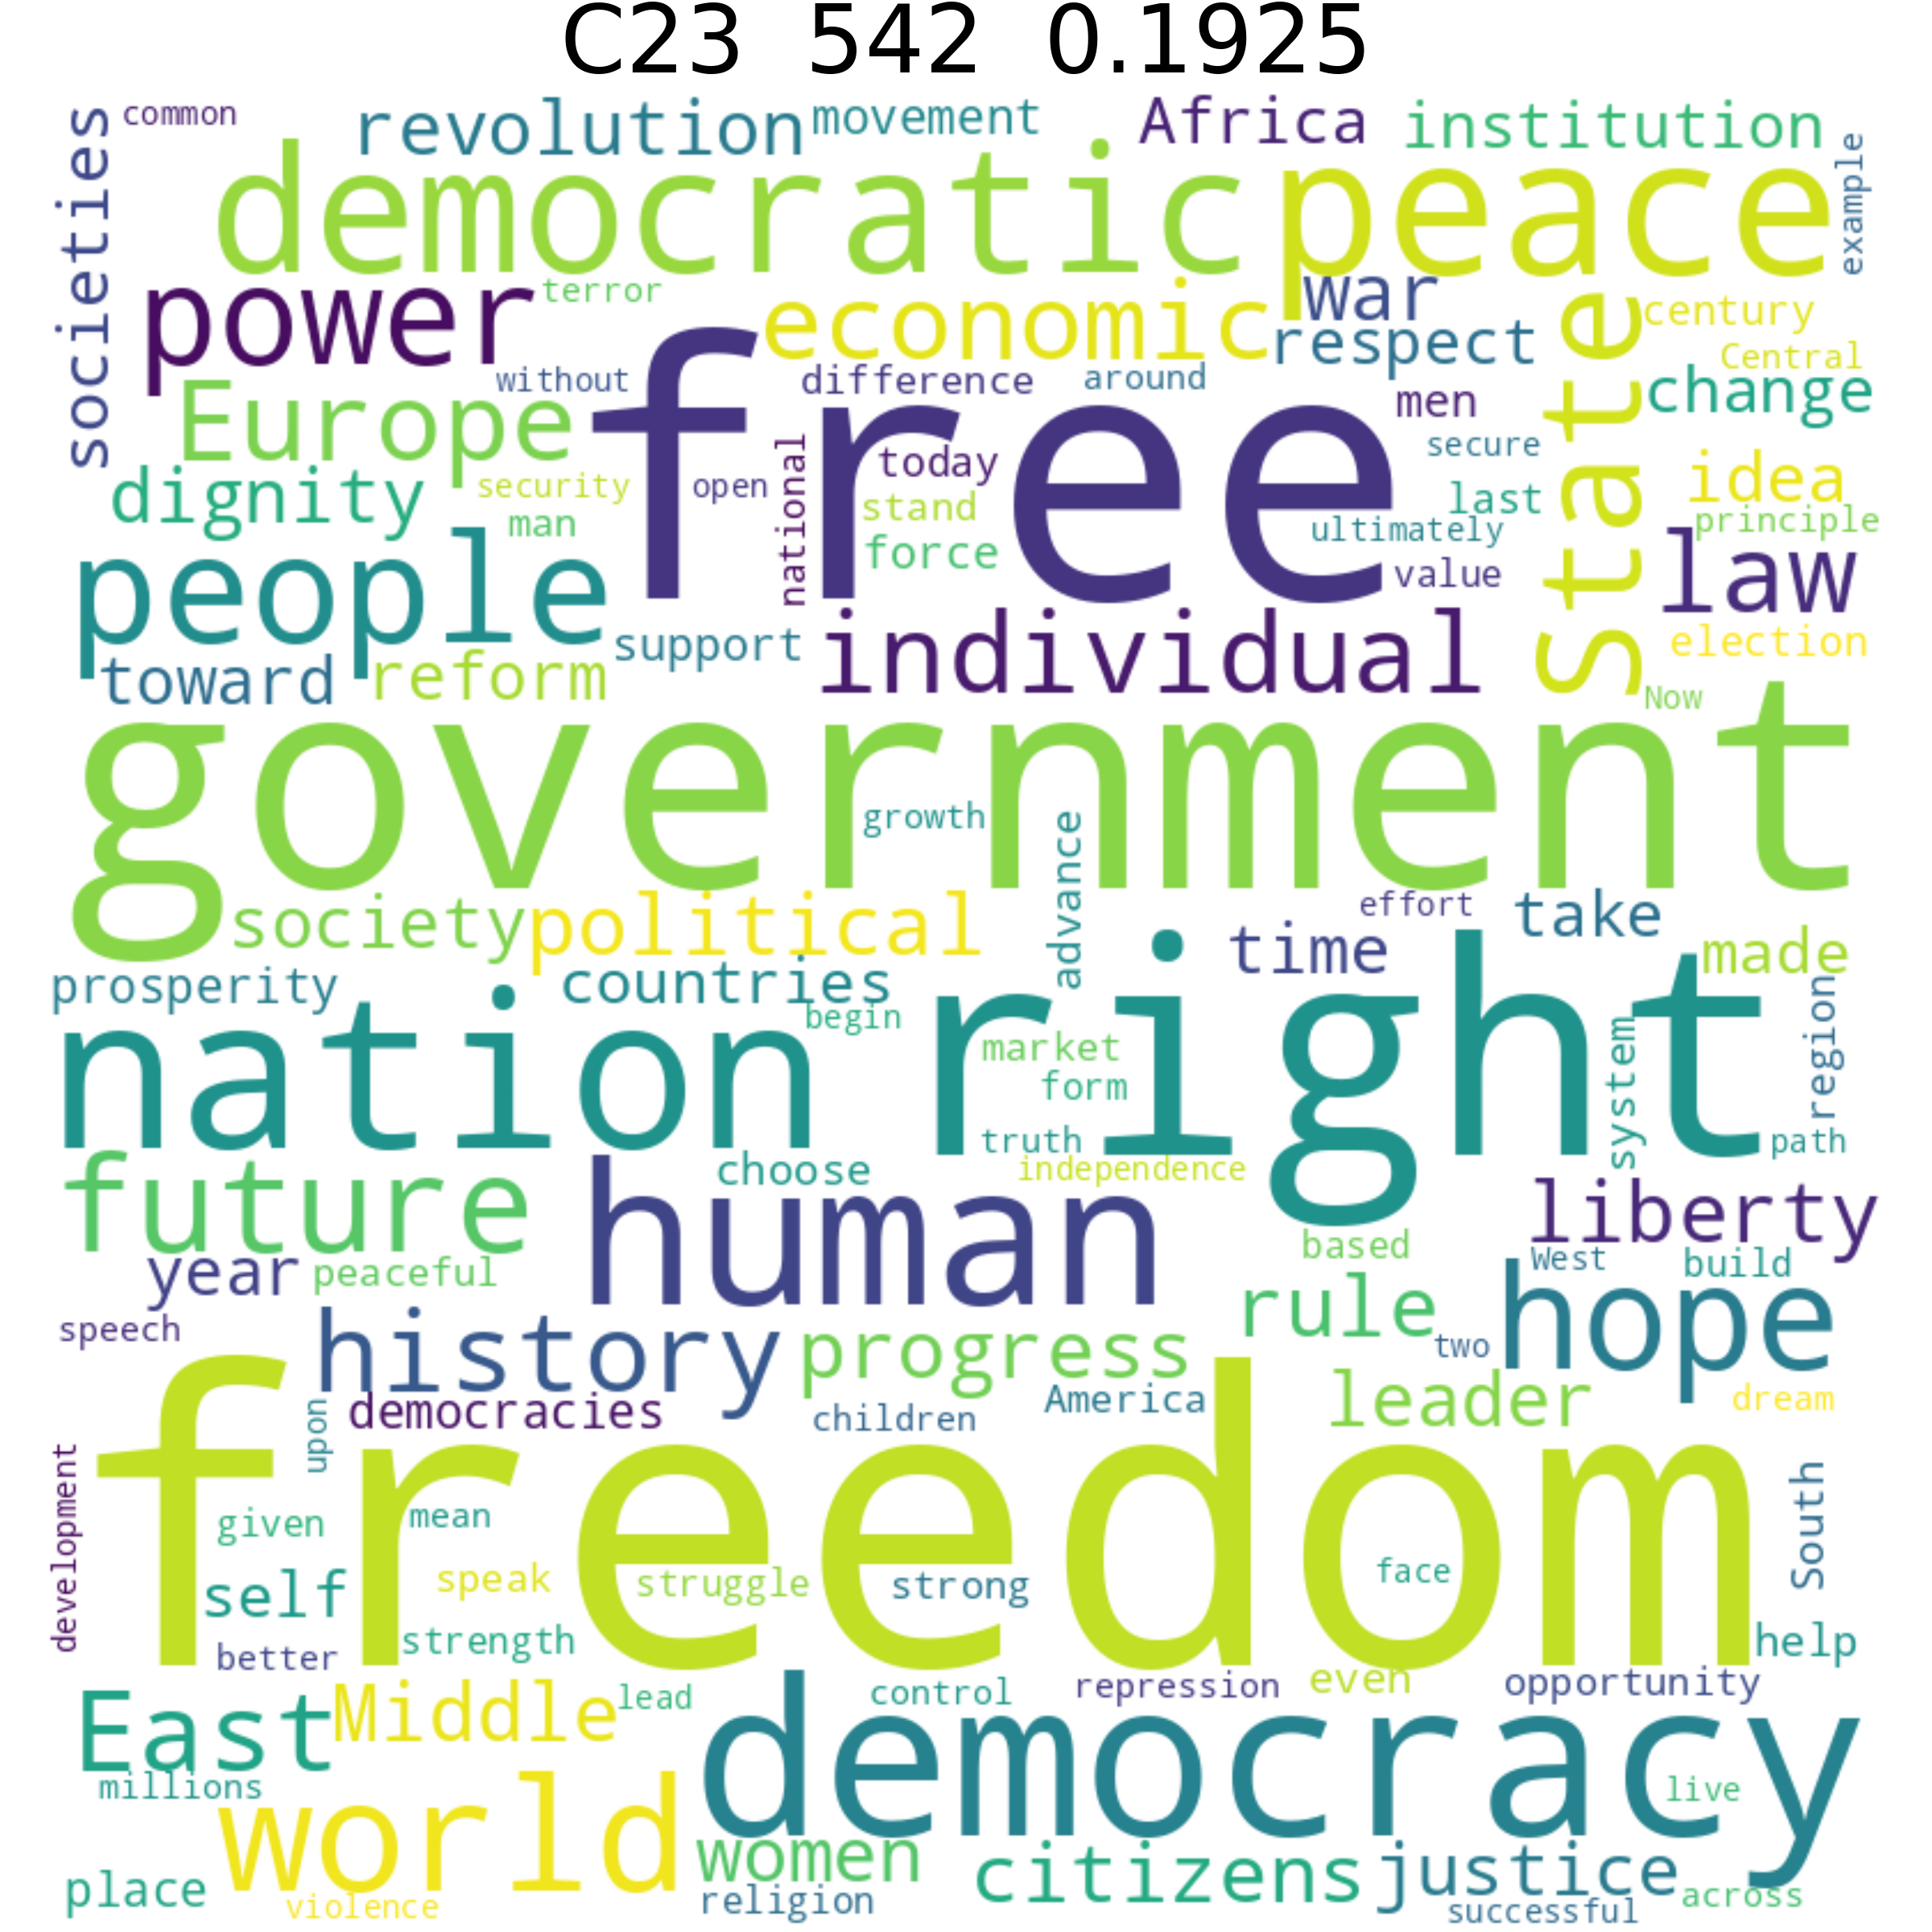 C23 542 0.1925
common
revolution
movement
Africa
institution
societies
democratic
peace
example
power
terror
economic
war
century
respect
Central
State
Europe
without
free
difference
around
men
change
secure
dignity
security
open
national
today
stand
force
last
idea
ultimately
principle
man
people
value
law
toward
reform
support
individual
election
Now
government
growth
advance
society
political
effort
take
time
made
prosperity
countries
begin
nation
right
market
form
system
region
truth
path
future
choose
independence
human
liberty
based
West
build
year
peaceful
rule
hope
speech
history
progress
two
democracies
children
America
leader
dream
upon
freedom
development
given
mean
South
self
speak
struggle
strong
face
better
strength
help
East
Middle
lead
control
repression
even
opportunity
millions
democracy
live
world
women
citizens
justice
place
violence
religion
successful
across